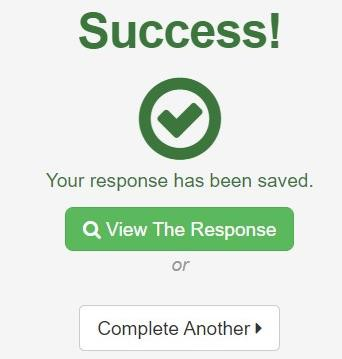 Success!
Your response has been saved.
View The Response
or
Complete Another